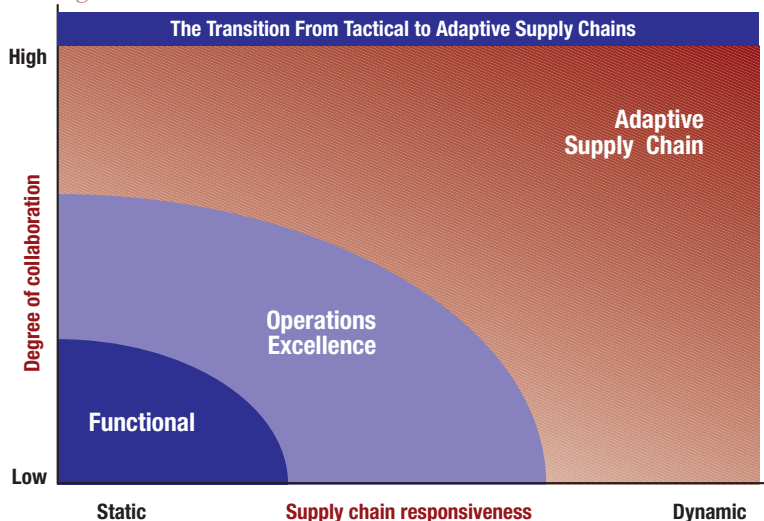 The Transition From Tactical to Adaptive Supply Chains
High
Adaptive
Supply Chain
Degree of collaboration
Operations
Excellence
Functional
Low
Static
Supply chain responsiveness
Dynamic